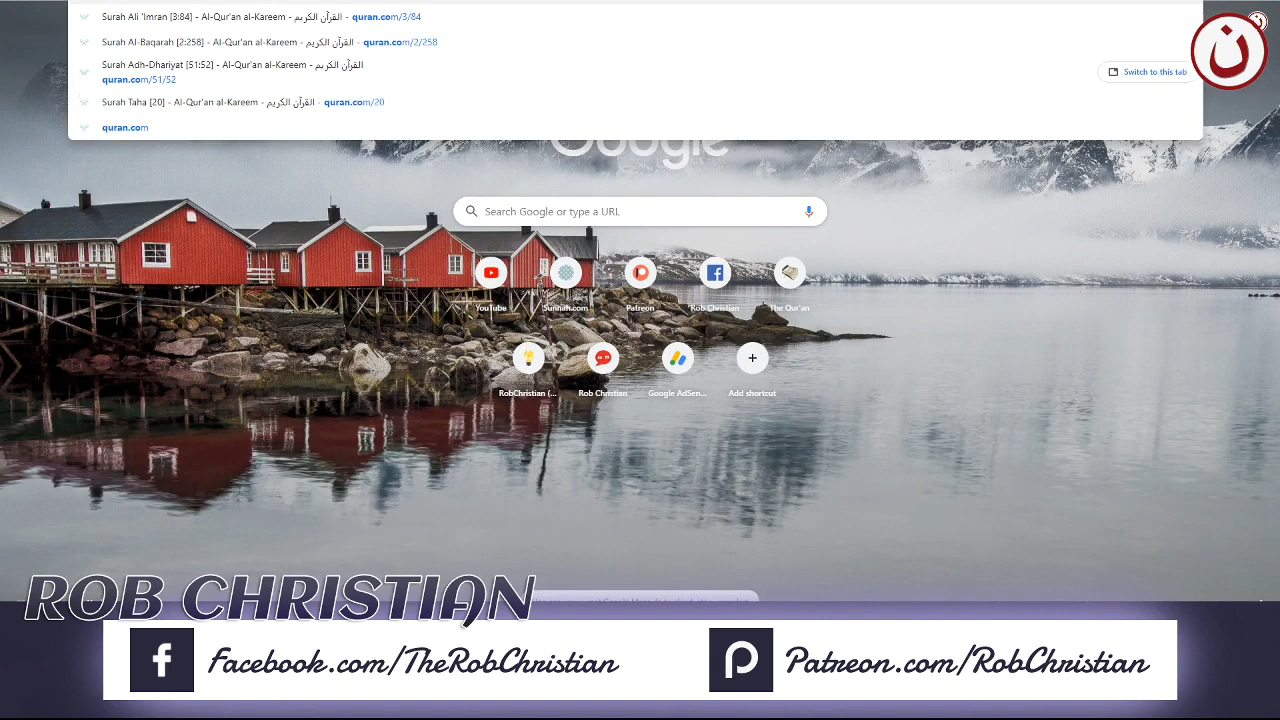 Surah Ali 'Imran [3:84] - Al-Qur'an al-Kareem - القرآن الكريم - quran.com/3/84
Surah Al-Baqarah [2:258] - Al-Qur'an al-Kareem - القرآن الكريم - quran.com/2/258
Surah Adh-Dhariyat [51:52] - Al-Qur'an al-Kareem - القرآن الكريم
quran.com/51/52
Switch to this tab
Surah Taha [20] - Al-Qur'an al-Kareem - القرآن الكريم - quran.com/20
quran.com
ن
Google
Search Google or type a URL
YouTube
Sunnah.com
Patreon
Rob Christian
The Qur'an
RobChristian (...
Rob Christian
Google AdSen...
Add shortcut
ROB CHRISTIAN
Facebook.com/TheRobChristian
Patreon.com/RobChristian